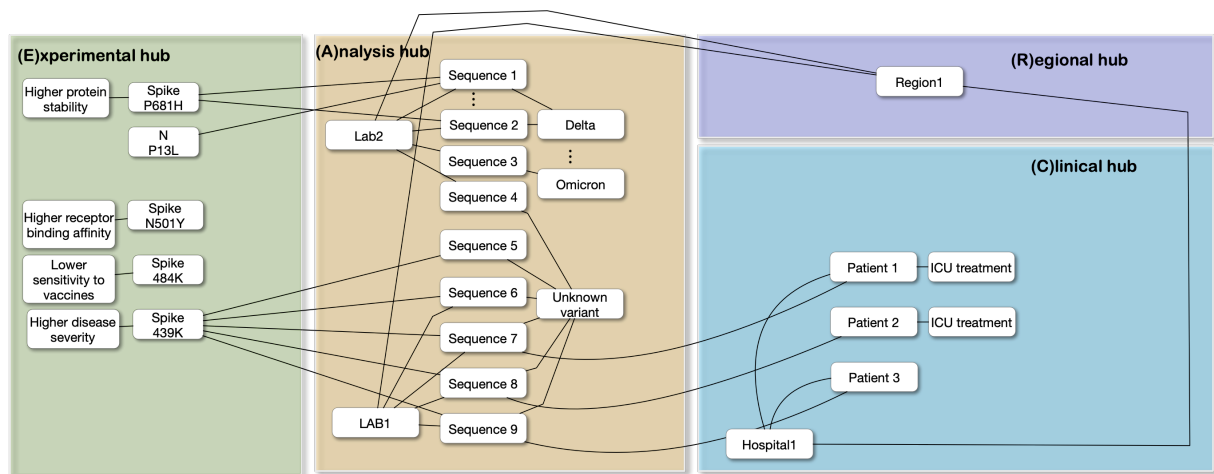 (E)xperimental hub
Higher protein
stability
Spike
P681H
N
P13L
Higher receptor
binding affinity
Spike
N501Y
Lower
sensitivity to
vaccines
Spike
484K
Higher disease
severity
Spike
439K
(A)nalysis hub
Sequence 1
Sequence 2
Sequence 3
Sequence 4
Sequence 5
Sequence 6
Sequence 7
Sequence 8
Sequence 9
Lab2
LAB1
Delta
Omicron
Unknown
variant
(R)egional hub
Region1
(C)linical hub
Patient 1
ICU treatment
Patient 2
ICU treatment
Patient 3
Hospital1